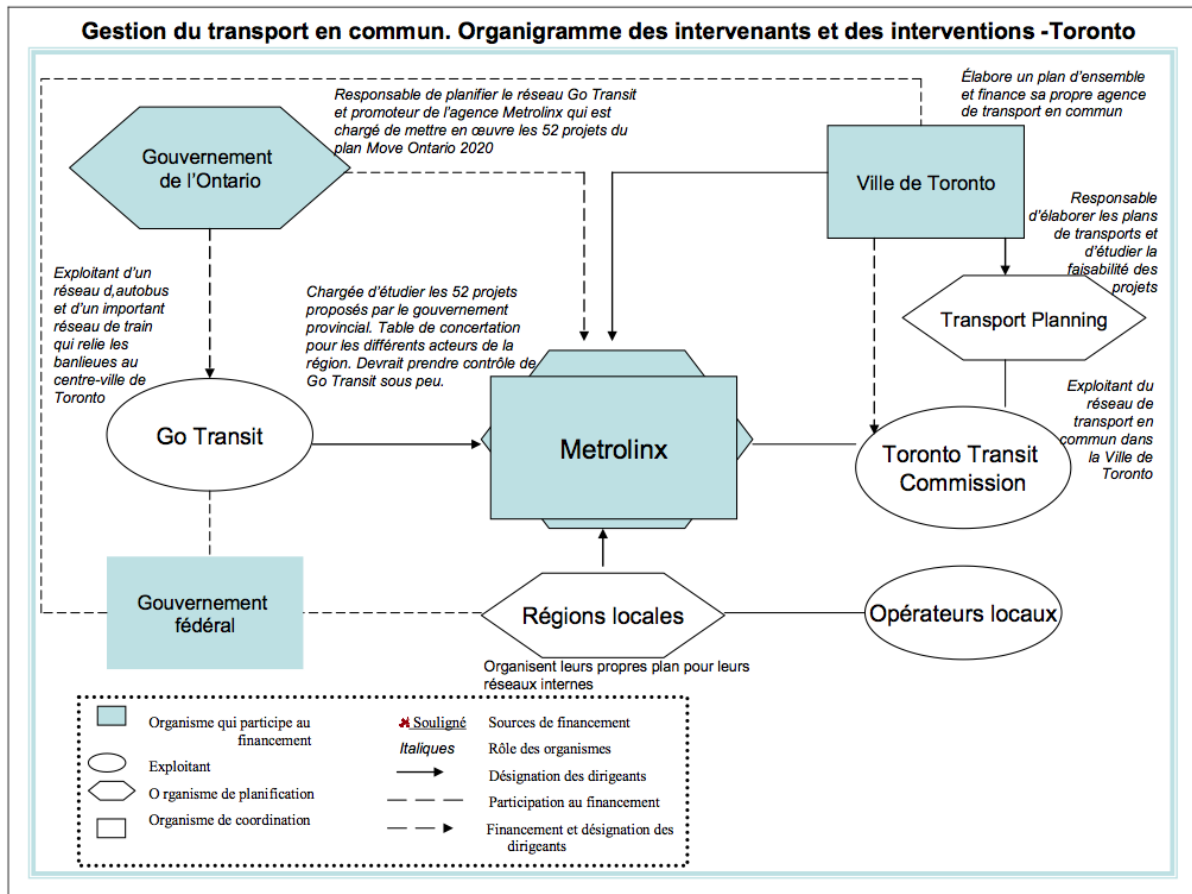 Gestion du transport en commun. Organigramme des intervenants et des interventions -Toronto
Responsable de planifier le réseau Go Transit
et promoteur de l'agence Metrolinx qui est
chargé de mettre en œuvre les 52 projets du
plan Move Ontario 2020
Élabore un plan d'ensemble
et finance sa propre agence
de transport en commun
Gouvernement
de l'Ontario
Ville de Toronto
Responsable
d'élaborer les plans
de transports et
d'étudier la
faisabilité des
projets
Exploitant d'un
réseau d,autobus
et d'un important
réseau de train
qui relie les
banlieues au
centre-ville de
Toronto
Chargée d'étudier les 52 projets
proposés par le gouvernement
provincial. Table de concertation
pour les différents acteurs de la
région. Devrait prendre contrôle de
Go Transit sous peu.
Transport Planning
Go Transit
Metrolinx
Exploitant du
réseau de
transport en
commun dans
la Ville de
Toronto
Toronto Transit
Commission
Gouvernement
fédéral
Régions locales
Opérateurs locaux
Organisent leurs propres plan pour leurs
réseaux internes
Organisme qui participe au
financement
Exploitant
O rganisme de planification
Organisme de coordination
Souligné
Sources de financement
Italiques
Rôle des organismes
Désignation des dirigeants
Participation au financement
Financement et désignation des
dirigeants